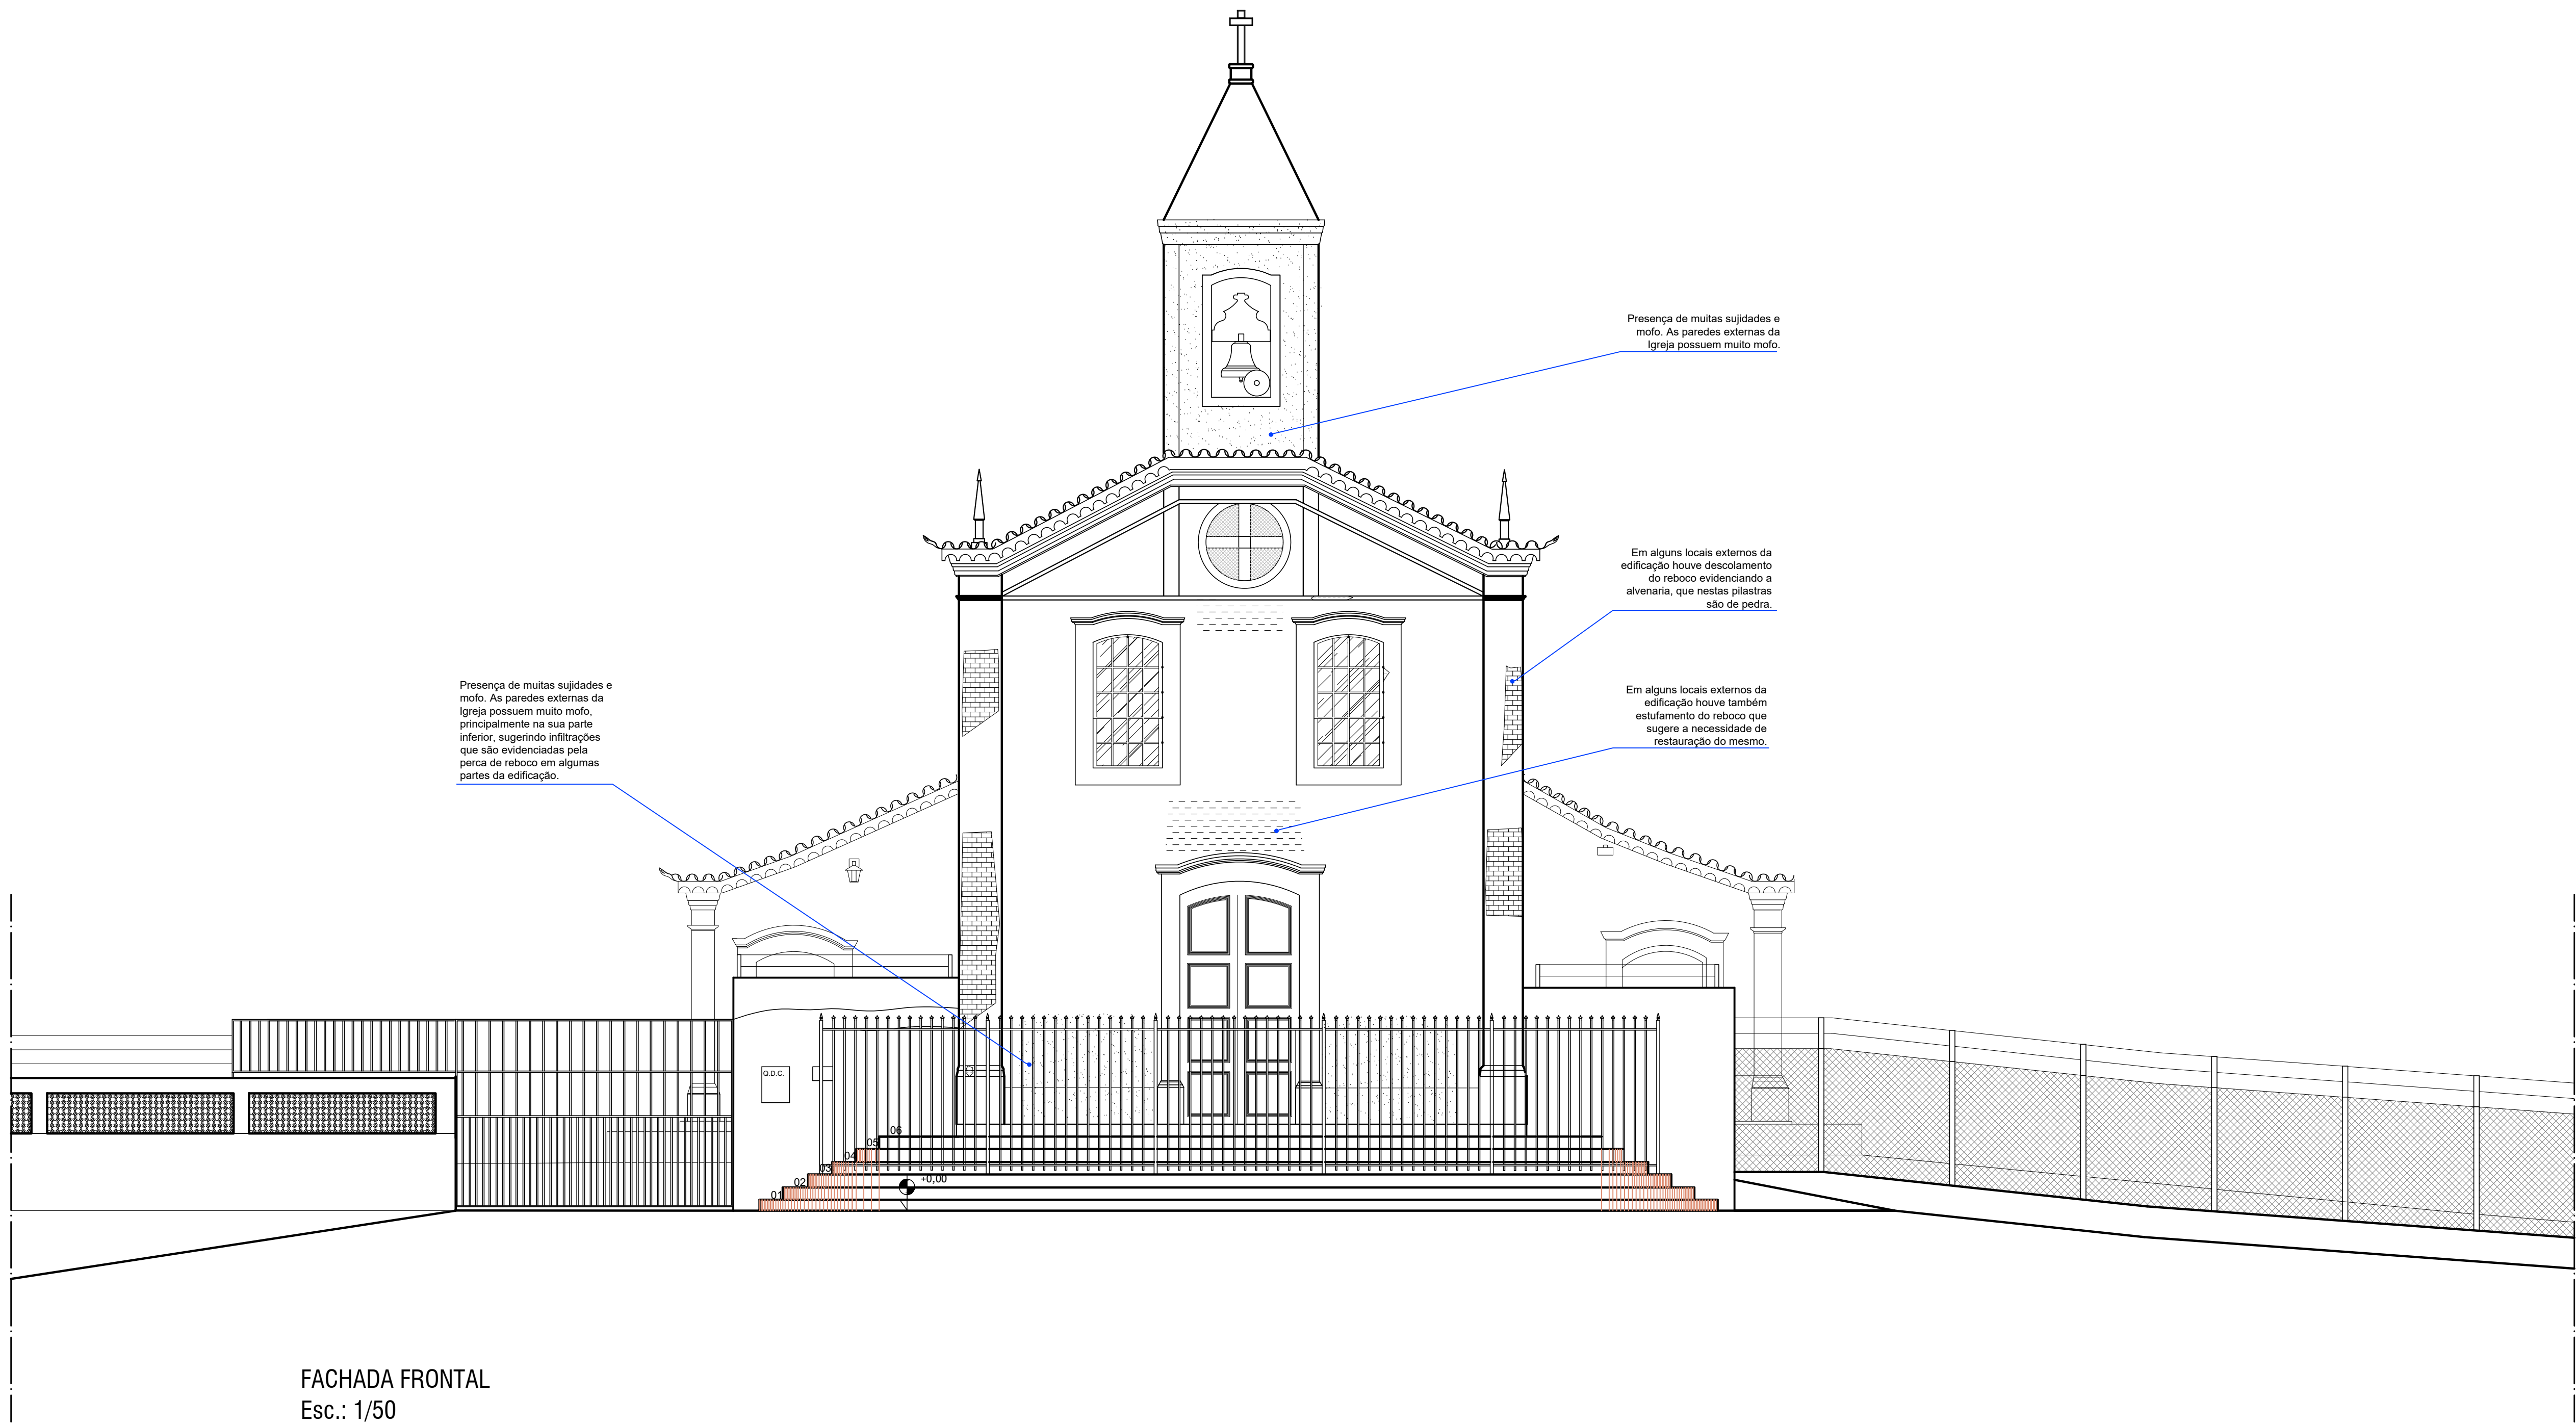 Presença de muitas sujidades e
mofo. As paredes externas da
Igreja possuem muito mofo.
Em alguns locais externos da
edificação houve descolamento
do reboco evidenciando a
alvenaria, que nestas pilastras
são de pedra.
Presença de muitas sujidades e
mofo. As paredes externas da
Igreja possuem muito mofo,
principalmente na sua parte
inferior, sugerindo infiltrações
que são evidenciadas pela
perca de reboco em algumas
partes da edificação.
Em alguns locais externos da
edificação houve também
estufamento do reboco que
sugere a necessidade de
restauração do mesmo.
Q.D.C.
06
05
04
03
02
01
+0,00
FACHADA FRONTAL
Esc.: 1/50